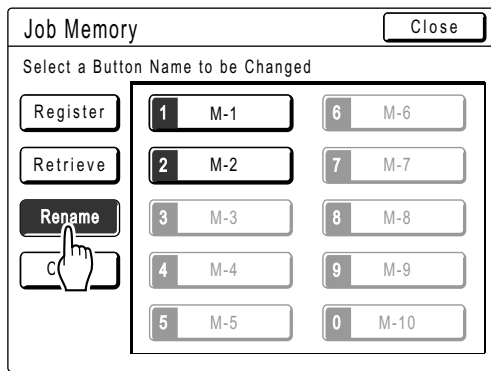 Job Memory
Close
Select a Button Name to be Changed
Register
Retrieve
Rename
1 M-1
2 M-2
3 M-3
4 M-4
5 M-5
6 M-6
7 M-7
8 M-8
9 M-9
0 M-10